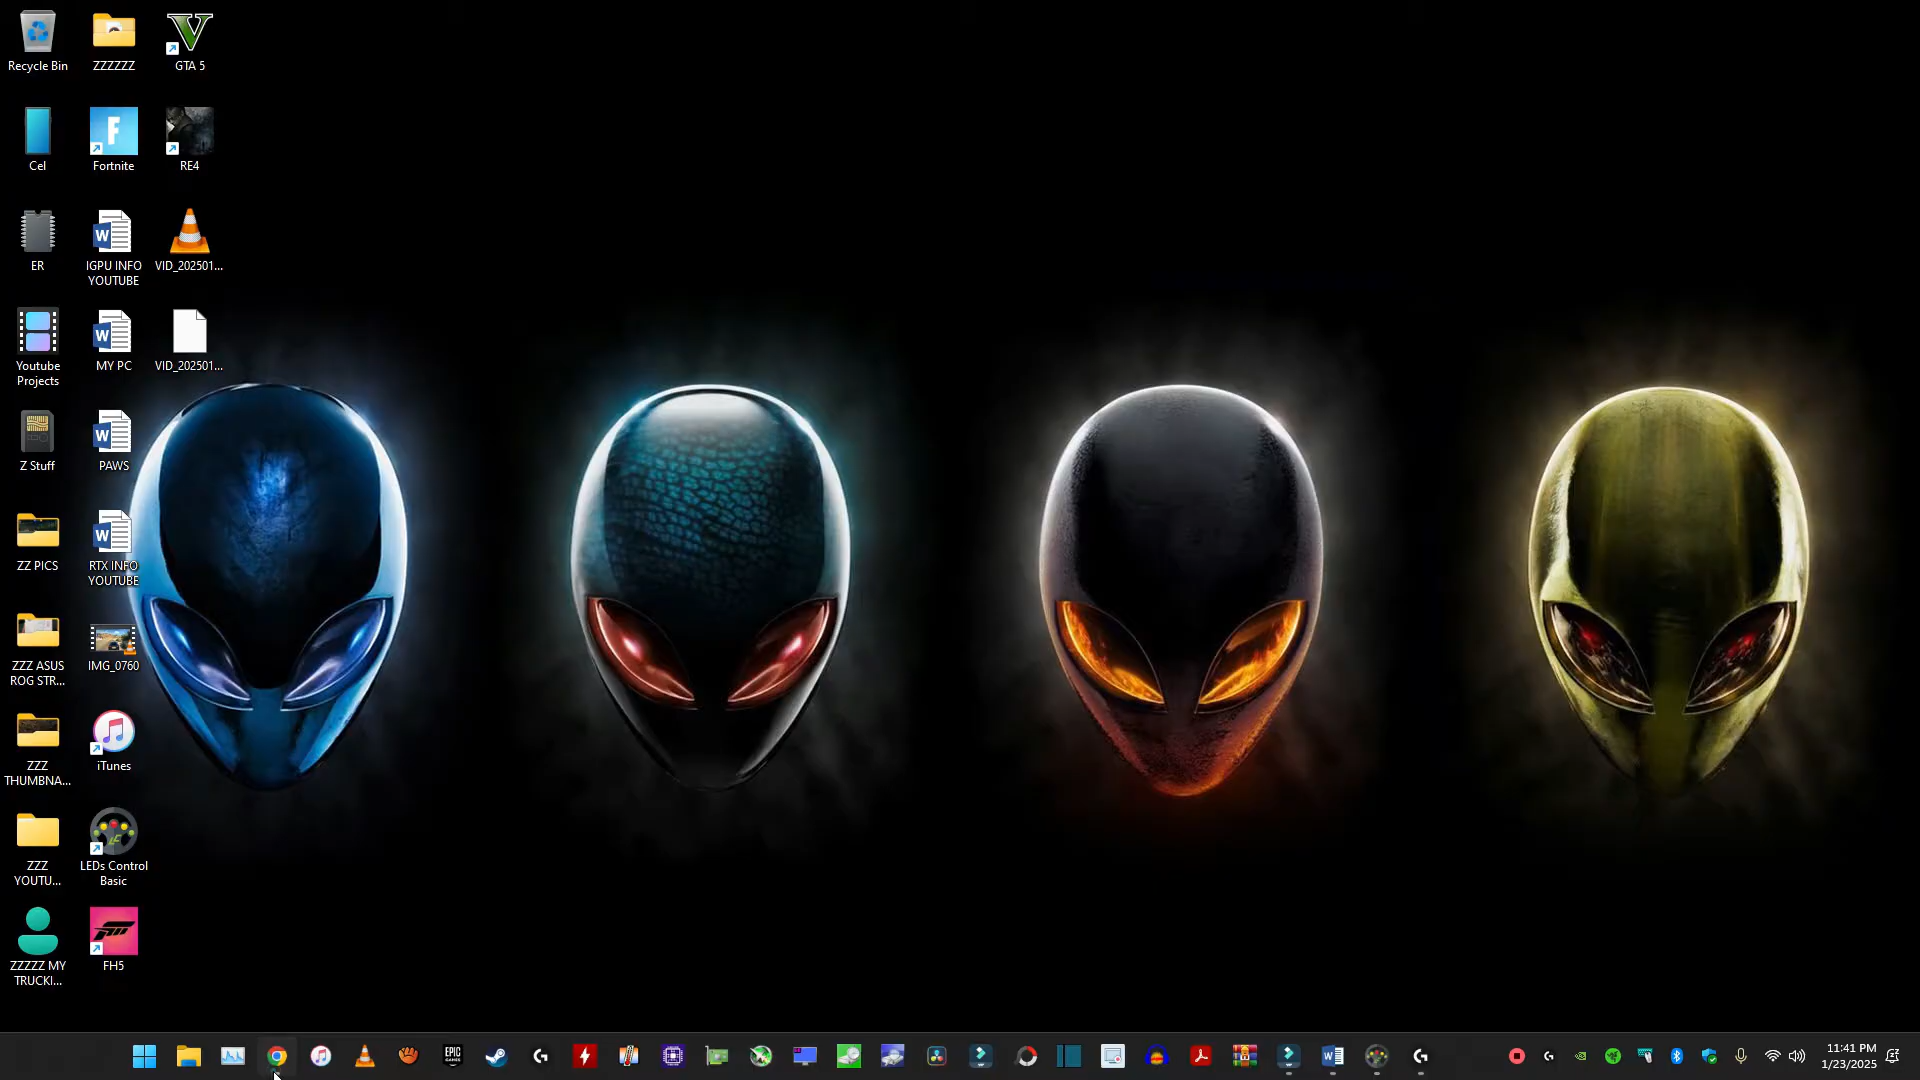 Recycle Bin
ZZZZZZ
GTA 5
Cel
F
Fortnite
RE4
ER
W
IGPU INFO
YOUTUBE
VID_202501...
Youtube
Projects
W
MY PC
VID_202501...
Z Stuff
W
PAWS
ZZ PICS
W
RTX INFO
YOUTUBE
ZZZ ASUS
ROG STR...
IMG_0760
ZZZ
THUMBNA...
iTunes
ZZZ
YOUTU...
LEDs Control
Basic
ZZZZZ MY
TRUCKI...
FH5
EPIC
GAMES
W
11:41 PM
1/23/2025